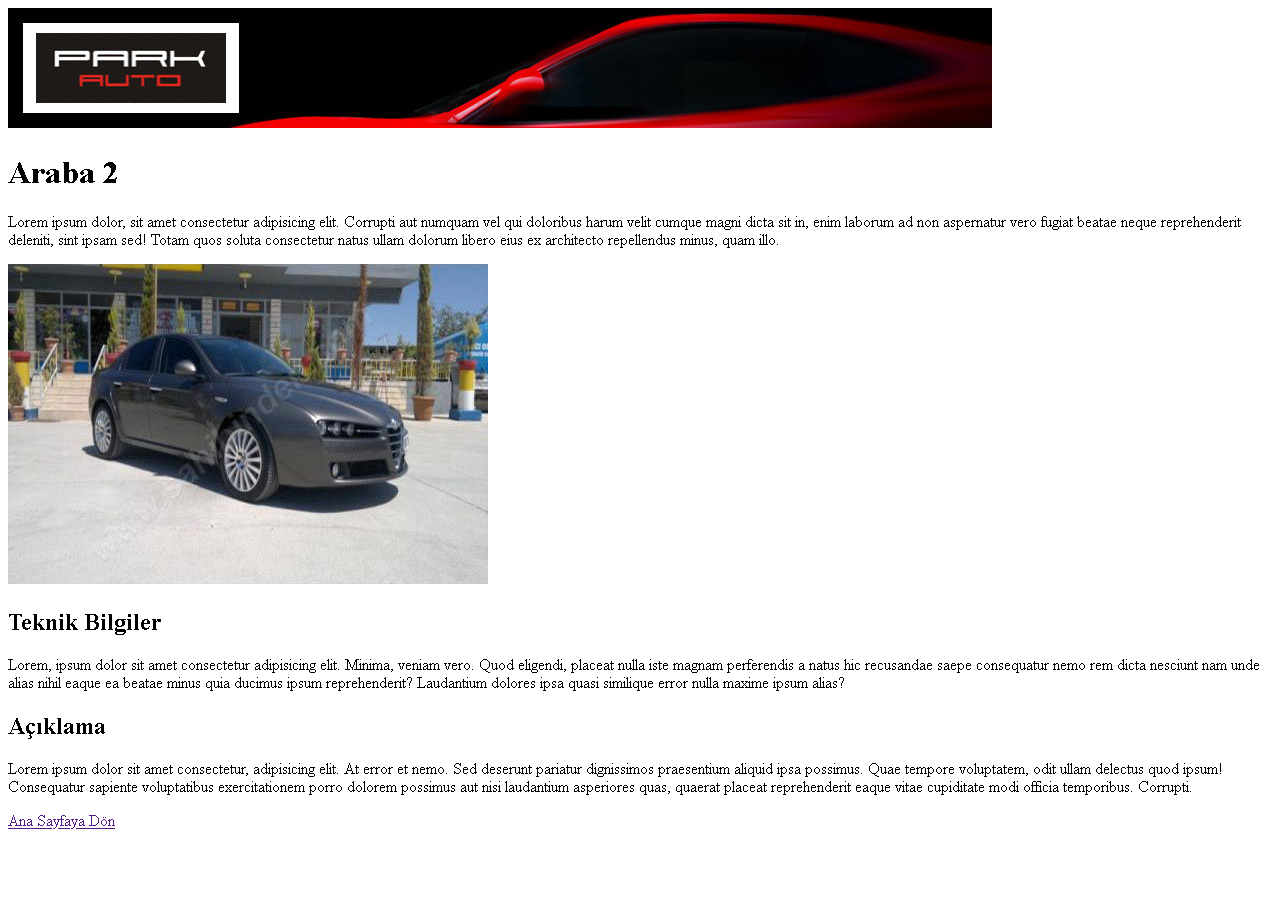 PARK
AUTO
Araba 2
Lorem ipsum dolor, sit amet consectetur adipisicing elit. Corrupti aut numquam vel qui doloribus harum velit cumque magni dicta sit in, enim laborum ad non aspernatur vero fugiat beatae neque reprehenderit
deleniti, sint ipsam sed! Totam quos soluta consectetur natus ullam dolorum libero eius ex architecto repellendus minus, quam illo.
Teknik Bilgiler
Lorem, ipsum dolor sit amet consectetur adipisicing elit. Minima, veniam vero. Quod eligendi, placeat nulla iste magnam perferendis a natus hic recusandae saepe consequatur nemo rem dicta nesciunt nam unde
alias nihil eaque ea beatae minus quia ducimus ipsum reprehenderit? Laudantium dolores ipsa quasi similique error nulla maxime ipsum alias?
Açıklama
Lorem ipsum dolor sit amet consectetur, adipisicing elit. At error et nemo. Sed deserunt pariatur dignissimos praesentium aliquid ipsa possimus. Quae tempore voluptatem, odit ullam delectus quod ipsum!
Consequatur sapiente voluptatibus exercitationem porro dolorem possimus aut nisi laudantium asperiores quas, quaerat placeat reprehenderit eaque vitae cupiditate modi officia temporibus. Corrupti.
Ana Sayfaya Dön